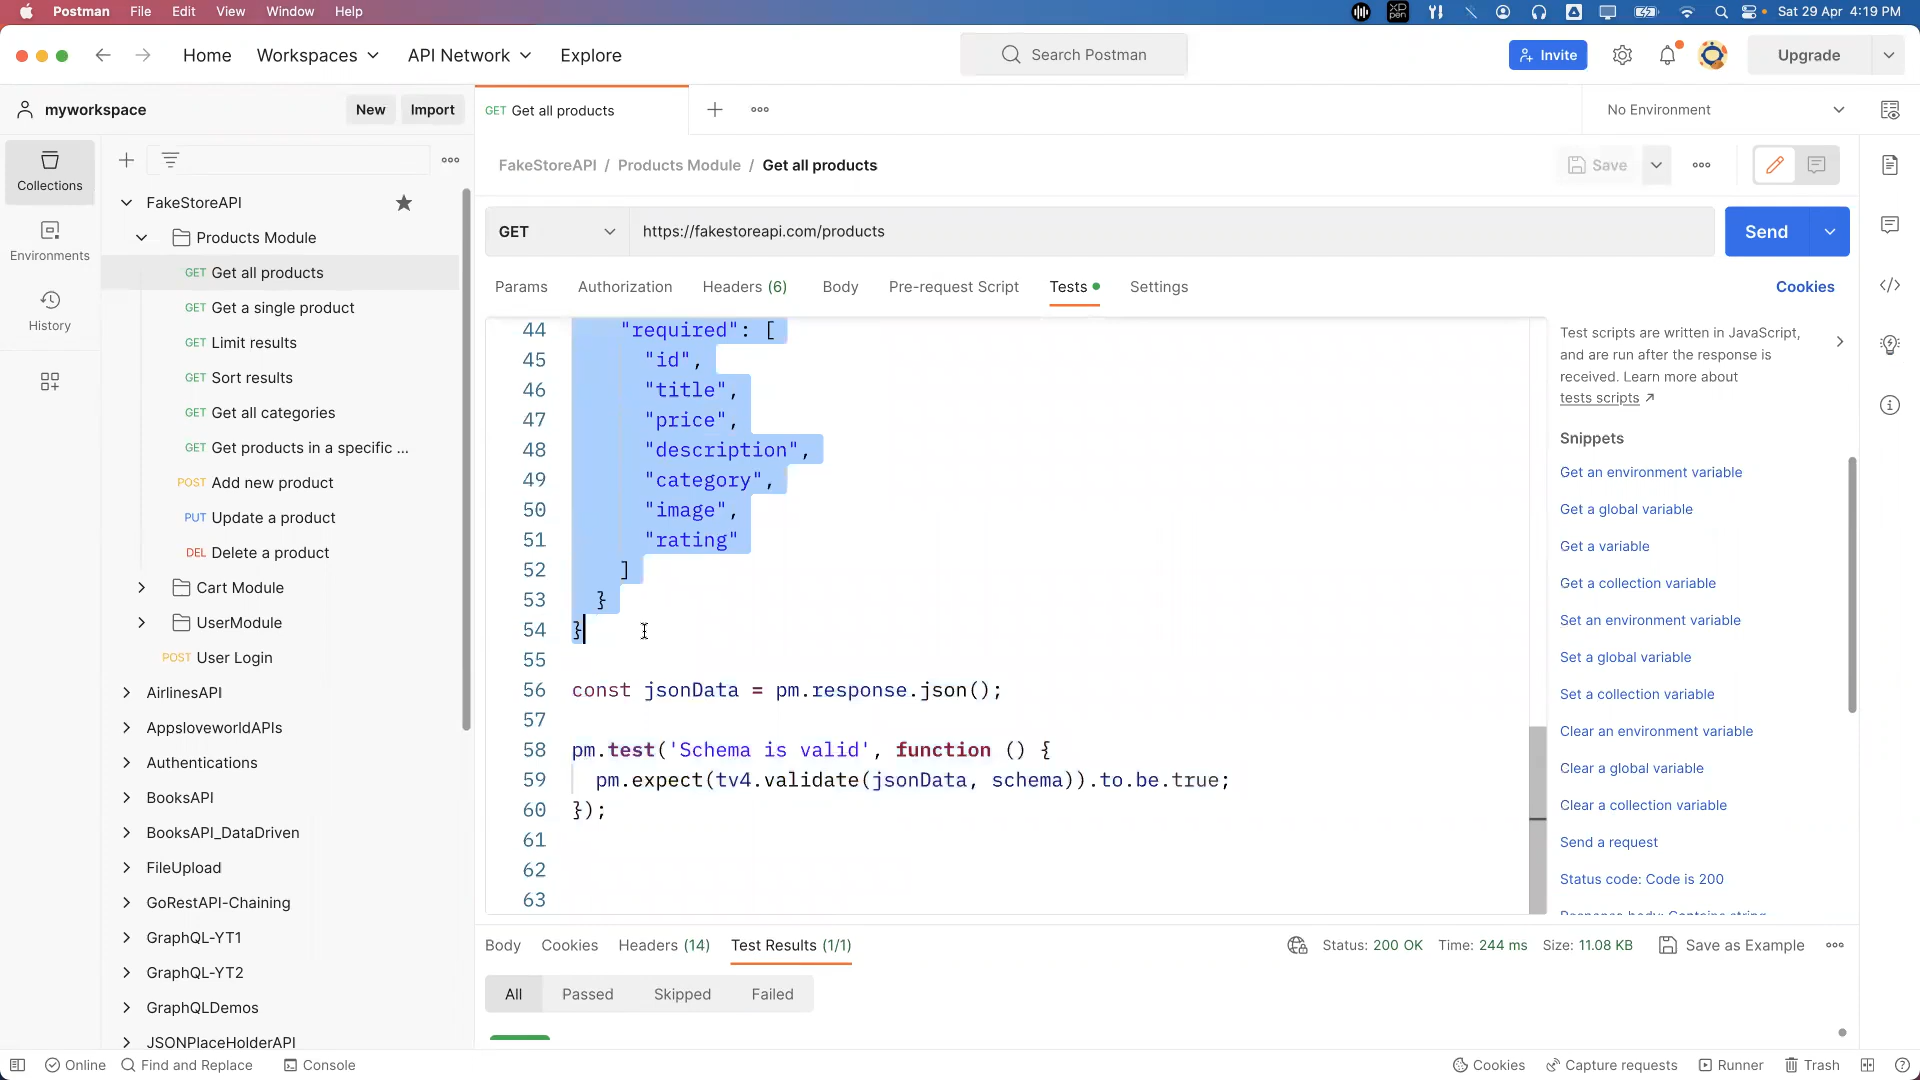 Postman File Edit View Window Help
XP pen
Sat 29 Apr 4:19 PM
Home Workspaces API Network Explore
Search Postman
Invite
Upgrade
myworkspace
New Import
GET Get all products
No Environment
Collections
Environments
History
FakeStoreAPI
Products Module
GET Get all products
GET Get a single product
GET Limit results
GET Sort results
GET Get all categories
GET Get products in a specific ...
POST Add new product
PUT Update a product
DEL Delete a product
Cart Module
UserModule
POST User Login
AirlinesAPI
AppsloveworldAPIs
Authentications
BooksAPI
BooksAPI_DataDriven
FileUpload
GoRestAPI-Chaining
GraphQL-YT1
GraphQL-YT2
GraphQLDemos
JSONPlaceHolderAPI
FakeStoreAPI / Products Module / Get all products
Save
GET
https://fakestoreapi.com/products
Send
Params Authorization Headers (6) Body Pre-request Script Tests Settings
Cookies
44 "required": [
45 "id",
46 "title",
47 "price",
48 "description",
49 "category",
50 "image",
51 "rating"
52 ]
53 }
54 }
55
56 const jsonData = pm.response.json();
57
58 pm.test('Schema is valid', function () {
59 pm.expect(tv4.validate(jsonData, schema)).to.be.true;
60 });
61
62
63
Test scripts are written in JavaScript,
and are run after the response is
received. Learn more about
tests scripts
Snippets
Get an environment variable
Get a global variable
Get a variable
Get a collection variable
Set an environment variable
Set a global variable
Set a collection variable
Clear an environment variable
Clear a global variable
Clear a collection variable
Send a request
Status code: Code is 200
Response body: Contains string
Body Cookies Headers (14) Test Results (1/1)
Status: 200 OK Time: 244 ms Size: 11.08 KB Save as Example
All Passed Skipped Failed
Online Find and Replace Console
Cookies Capture requests Runner Trash